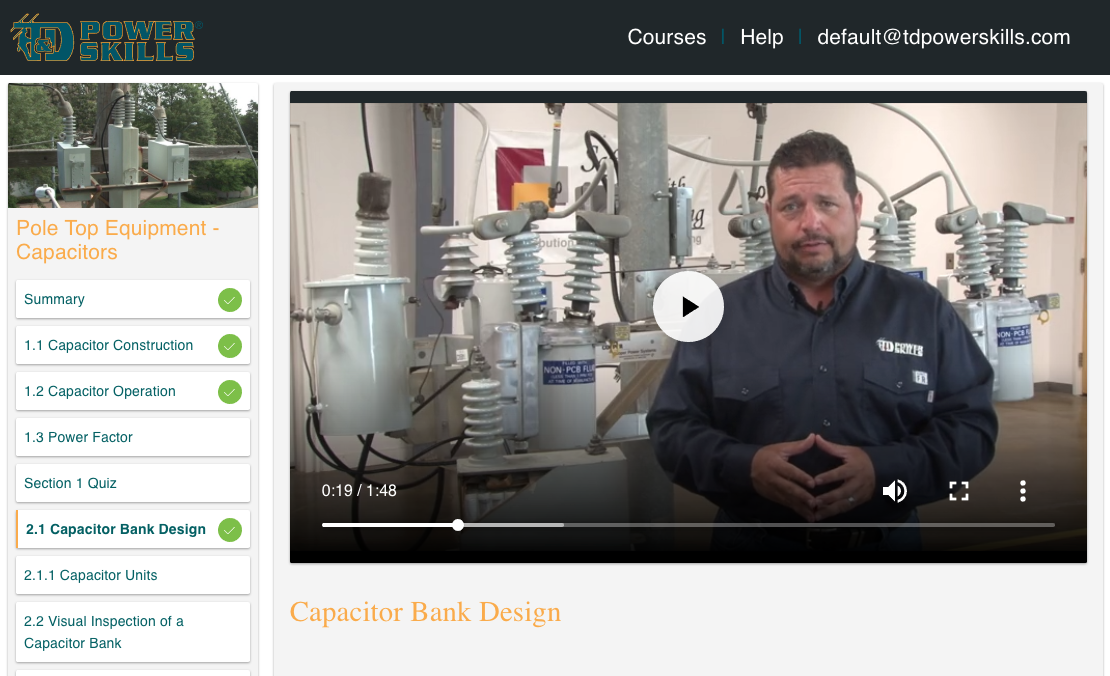 T&D POWER SKILLS
Courses | Help | default@tdpowerskills.com
Pole Top Equipment -
Capacitors
Summary
1.1 Capacitor Construction
1.2 Capacitor Operation
1.3 Power Factor
Section 1 Quiz
2.1 Capacitor Bank Design
2.1.1 Capacitor Units
2.2 Visual Inspection of a
Capacitor Bank
NON-PCB
NON-PCB
T&D SKILLS
0:19 / 1:48
Capacitor Bank Design